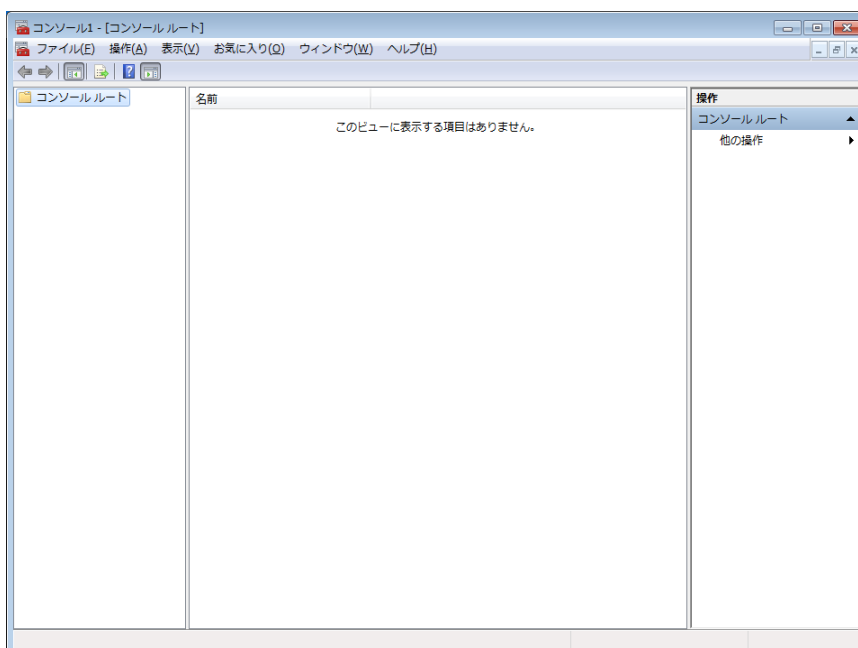 コンソール1 - [コンソール ルート]
ファイル(F) 操作(A) 表示(V) お気に入り(O) ウィンドウ(W) ヘルプ(H)
コンソール ルート
名前
このビューに表示する項目はありません。
操作
コンソール ルート
他の操作